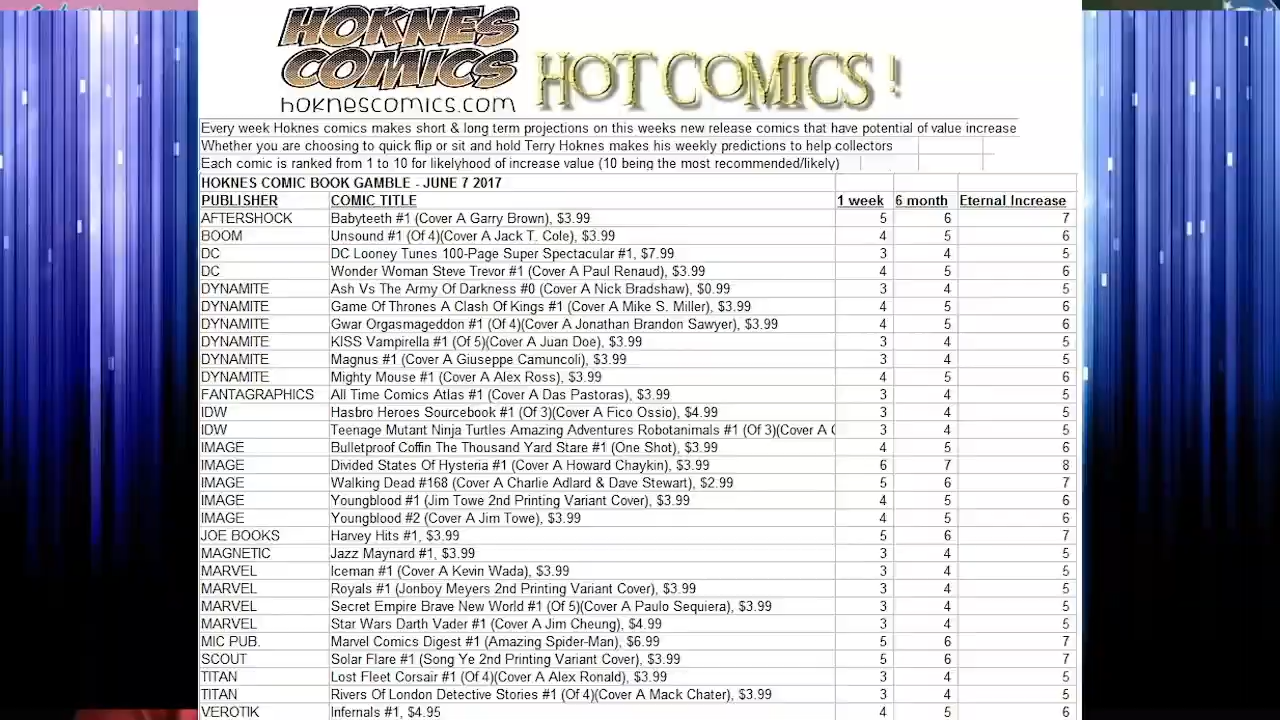 HOKNES
COMICS
hoknescomics.com
HOT COMICS !
Every week Hoknes comics makes short & long term projections on this weeks new release comics that have potential of value increase
Whether you are choosing to quick flip or sit and hold Terry Hoknes makes his weekly predictions to help collectors
Each comic is ranked from 1 to 10 for likelyhood of increase value (10 being the most recommended/likely)
HOKNES COMIC BOOK GAMBLE - JUNE 7 2017
PUBLISHER COMIC TITLE 1 week 6 month Eternal Increase
AFTERSHOCK Babyteeth #1 (Cover A Garry Brown), $3.99 5 6 7
BOOM Unsound #1 (Of 4)(Cover A Jack T. Cole), $3.99 4 5 6
DC DC Looney Tunes 100-Page Super Spectacular #1, $7.99 3 4 5
DC Wonder Woman Steve Trevor #1 (Cover A Paul Renaud), $3.99 4 5 6
DYNAMITE Ash Vs The Army Of Darkness #0 (Cover A Nick Bradshaw), $0.99 3 4 5
DYNAMITE Game Of Thrones A Clash Of Kings #1 (Cover A Mike S. Miller), $3.99 4 5 6
DYNAMITE Gwar Orgasmageddon #1 (Of 4)(Cover A Jonathan Brandon Sawyer), $3.99 4 5 6
DYNAMITE KISS Vampirella #1 (Of 5)(Cover A Juan Doe), $3.99 3 4 5
DYNAMITE Magnus #1 (Cover A Giuseppe Camuncoli), $3.99 3 4 5
DYNAMITE Mighty Mouse #1 (Cover A Alex Ross), $3.99 4 5 6
FANTAGRAPHICS All Time Comics Atlas #1 (Cover A Das Pastoras), $3.99 3 4 5
IDW Hasbro Heroes Sourcebook #1 (Of 3)(Cover A Fico Ossio), $4.99 3 4 5
IDW Teenage Mutant Ninja Turtles Amazing Adventures Robotanimals #1 (Of 3)(Cover A 3 4 5
IMAGE Bulletproof Coffin The Thousand Yard Stare #1 (One Shot), $3.99 4 5 6
IMAGE Divided States Of Hysteria #1 (Cover A Howard Chaykin), $3.99 6 7 8
IMAGE Walking Dead #168 (Cover A Charlie Adlard & Dave Stewart), $2.99 5 6 7
IMAGE Youngblood #1 (Jim Towe 2nd Printing Variant Cover), $3.99 4 5 6
IMAGE Youngblood #2 (Cover A Jim Towe), $3.99 4 5 6
JOE BOOKS Harvey Hits #1, $3.99 5 6 7
MAGNETIC Jazz Maynard #1, $3.99 3 4 5
MARVEL Iceman #1 (Cover A Kevin Wada), $3.99 3 4 5
MARVEL Royals #1 (Jonboy Meyers 2nd Printing Variant Cover), $3.99 3 4 5
MARVEL Secret Empire Brave New World #1 (Of 5)(Cover A Paulo Sequiera), $3.99 3 4 5
MARVEL Star Wars Darth Vader #1 (Cover A Jim Cheung), $4.99 3 4 5
MIC PUB. Marvel Comics Digest #1 (Amazing Spider-Man), $6.99 5 6 7
SCOUT Solar Flare #1 (Song Ye 2nd Printing Variant Cover), $3.99 5 6 7
TITAN Lost Fleet Corsair #1 (Of 4)(Cover A Alex Ronald), $3.99 3 4 5
TITAN Rivers Of London Detective Stories #1 (Of 4)(Cover A Mack Chater), $3.99 3 4 5
VEROTIK Infernals #1, $4.95 4 5 6